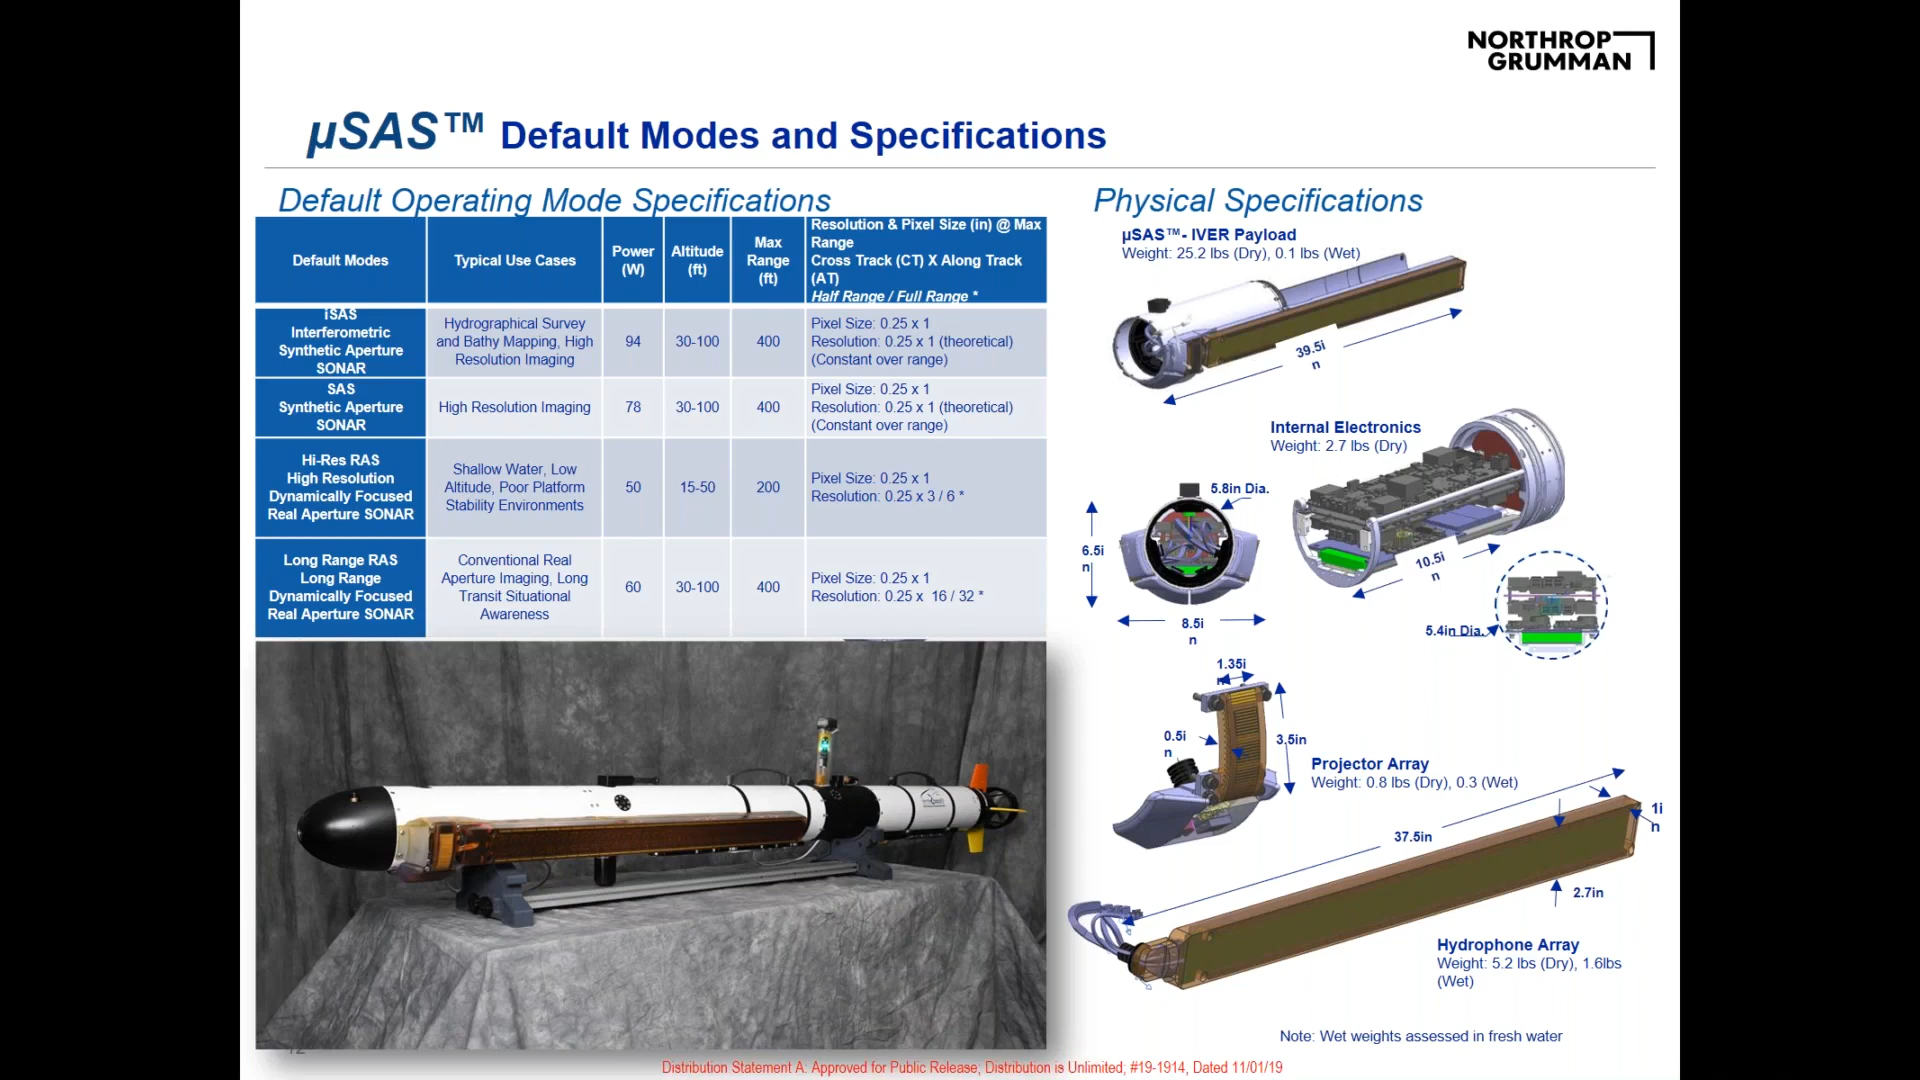 NORTHROP
GRUMMAN
µSAS™ Default Modes and Specifications
Default Operating Mode Specifications
Default Modes
Typical Use Cases
Power
(W)
Altitude
(ft)
Max
Range
(ft)
Resolution & Pixel Size (in) @ Max
Range
Cross Track (CT) X Along Track
(AT)
Half Range / Full Range *
iSAS
Interferometric
Synthetic Aperture
SONAR
Hydrographical Survey
and Bathy Mapping, High
Resolution Imaging
94
30-100
400
Pixel Size: 0.25 x 1
Resolution: 0.25 x 1 (theoretical)
(Constant over range)
SAS
Synthetic Aperture
SONAR
High Resolution Imaging
78
30-100
400
Pixel Size: 0.25 x 1
Resolution: 0.25 x 1 (theoretical)
(Constant over range)
Hi-Res RAS
High Resolution
Dynamically Focused
Real Aperture SONAR
Shallow Water, Low
Altitude, Poor Platform
Stability Environments
50
15-50
200
Pixel Size: 0.25 x 1
Resolution: 0.25 x 3 / 6 *
Long Range RAS
Long Range
Dynamically Focused
Real Aperture SONAR
Conventional Real
Aperture Imaging, Long
Transit Situational
Awareness
60
30-100
400
Pixel Size: 0.25 x 1
Resolution: 0.25 x 16 / 32 *
Physical Specifications
µSAS™- IVER Payload
Weight: 25.2 lbs (Dry), 0.1 lbs (Wet)
39.5i
n
Internal Electronics
Weight: 2.7 lbs (Dry)
5.8in Dia.
6.5i
n
8.5i
n
10.5i
n
5.4in Dia.
1.35i
n
0.5i
n
3.5in
Projector Array
Weight: 0.8 lbs (Dry), 0.3 (Wet)
37.5in
1i
n
2.7in
Hydrophone Array
Weight: 5.2 lbs (Dry), 1.6lbs
(Wet)
Note: Wet weights assessed in fresh water
12
Distribution Statement A: Approved for Public Release; Distribution is Unlimited; #19-1914, Dated 11/01/19